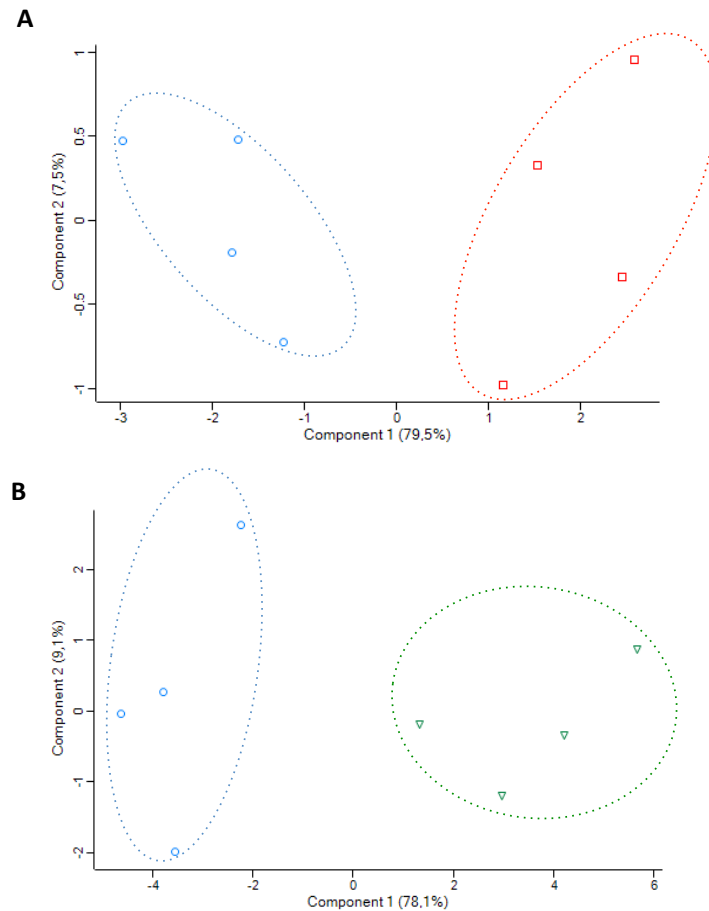 A
1
0.5
0
-0.5
-1
Component 2 (7,5%)
-3 -2 -1 0 1 2
Component 1 (79,5%)
B
2
1
0
-1
-2
Component 2 (9,1%)
-4 -2 0 2 4 6
Component 1 (78,1%)